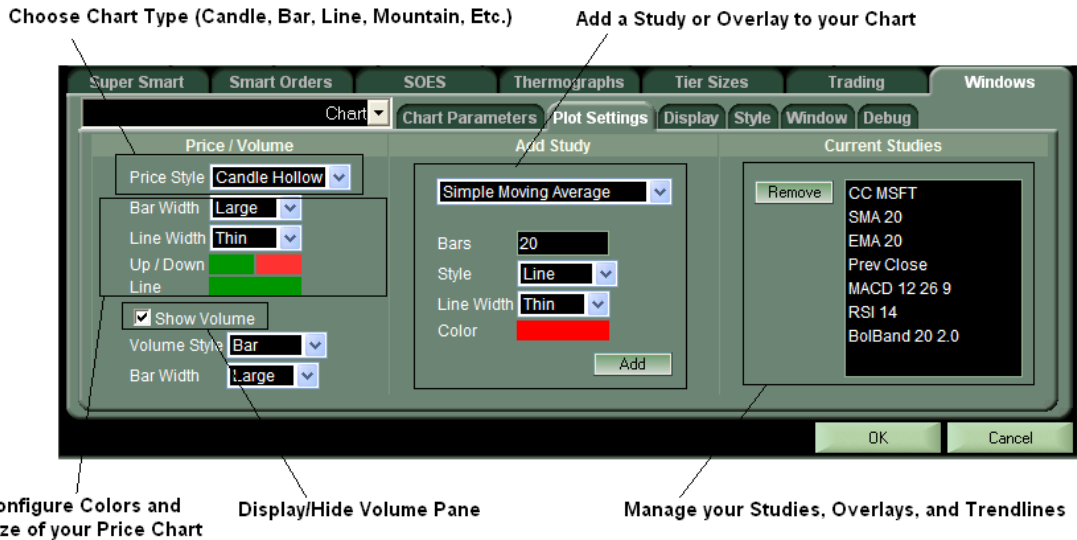 Choose Chart Type (Candle, Bar, Line, Mountain, Etc.)
Add a Study or Overlay to your Chart
Super Smart Smart Orders SOES Thermographs Tier Sizes Trading Windows
Chart Chart Parameters Plot Settings Display Style Window Debug
Price / Volume Add Study Current Studies
Price Style Candle Hollow
Bar Width Large
Line Width Thin
Up / Down
Line
Show Volume
Volume Style Bar
Bar Width Large
Simple Moving Average
Bars 20
Style Line
Line Width Thin
Color
Add
Remove
CC MSFT
SMA 20
EMA 20
Prev Close
MACD 12 26 9
RSI 14
BolBand 20 2.0
OK Cancel
onfigure Colors and
ze of your Price Chart
Display/Hide Volume Pane
Manage your Studies, Overlays, and Trendlines